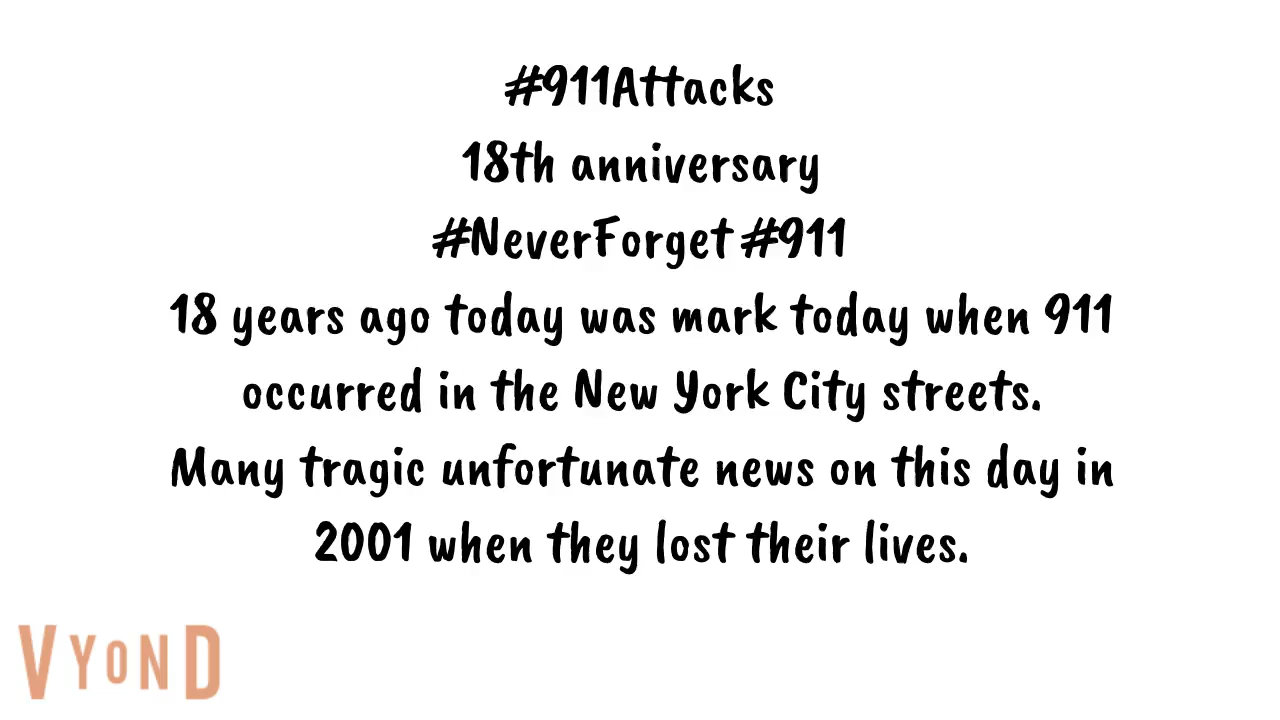 #911Attacks
18th anniversary
#NeverForget #911
18 years ago today was mark today when 911
occurred in the New York City streets.
Many tragic unfortunate news on this day in
2001 when they lost their lives.
VYOND